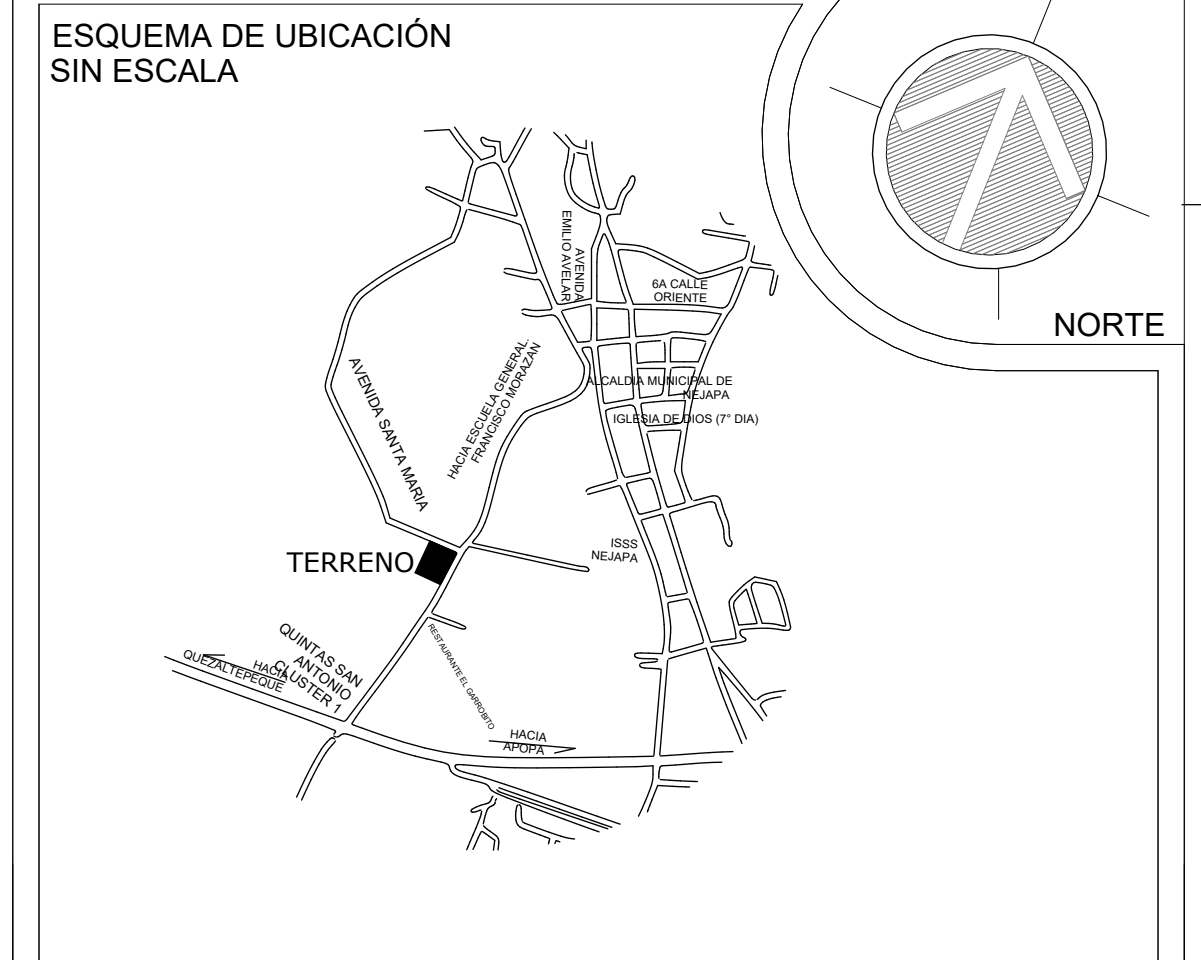 ESQUEMA DE UBICACIÓN
SIN ESCALA
NORTE
AVENIDA
EMILIO AVELAR
6A CALLE
ORIENTE
HACIA ESCUELA GENERAL.
FRANCISCO MORAZAN
AVENIDA SANTA MARIA
ALCALDIA MUNICIPAL DE
NEJAPA
IGLESIA DE DIOS (7° DIA)
ISSS
NEJAPA
TERRENO
QUINTAS SAN
ANTONIO
CLUSTER 1
HACIA
QUEZALTEPEQUE
RESTAURANTE EL GARROBITO
HACIA
APOPA